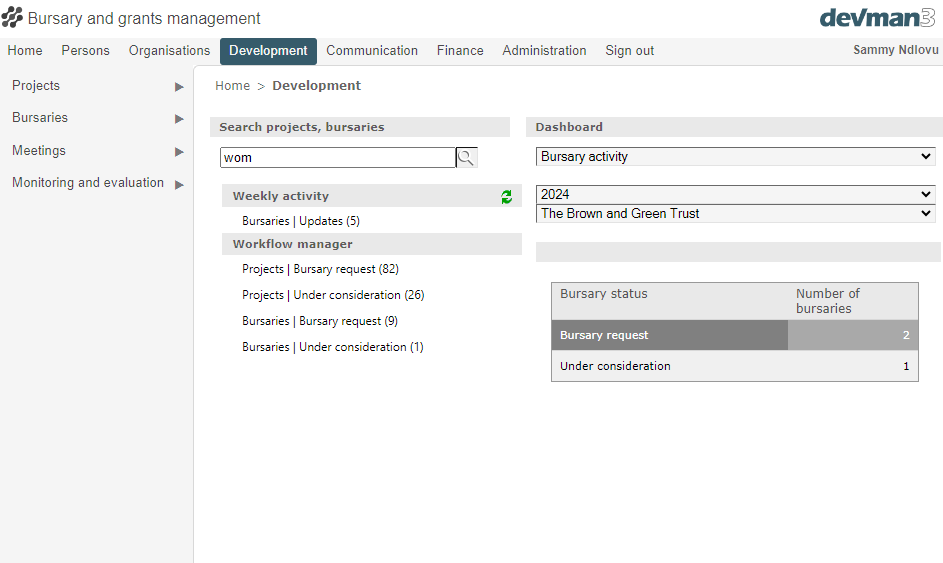 Bursary and grants management
devman3
Home Persons Organisations Development Communication Finance Administration Sign out Sammy Ndlovu
Projects
Bursaries
Meetings
Monitoring and evaluation
Home > Development
Search projects, bursaries
wom
Weekly activity
Bursaries | Updates (5)
Workflow manager
Projects | Bursary request (82)
Projects | Under consideration (26)
Bursaries | Bursary request (9)
Bursaries | Under consideration (1)
Dashboard
Bursary activity
2024
The Brown and Green Trust
Bursary status Number of
bursaries
Bursary request 2
Under consideration 1